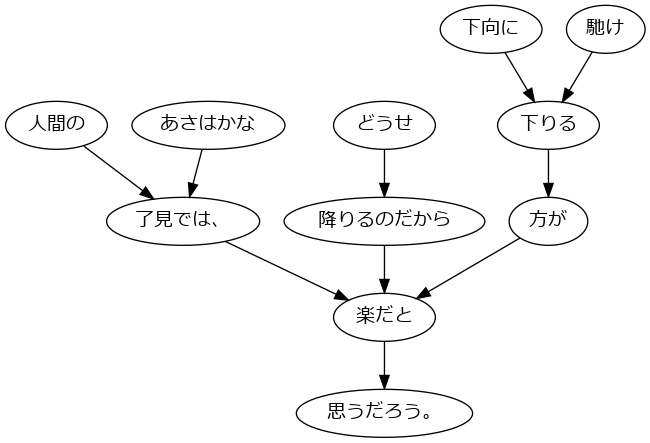 下向に
馳け
人間の
あさはかな
どうせ
下りる
了見では、
降りるのだから
方が
楽だと
思うだろう。